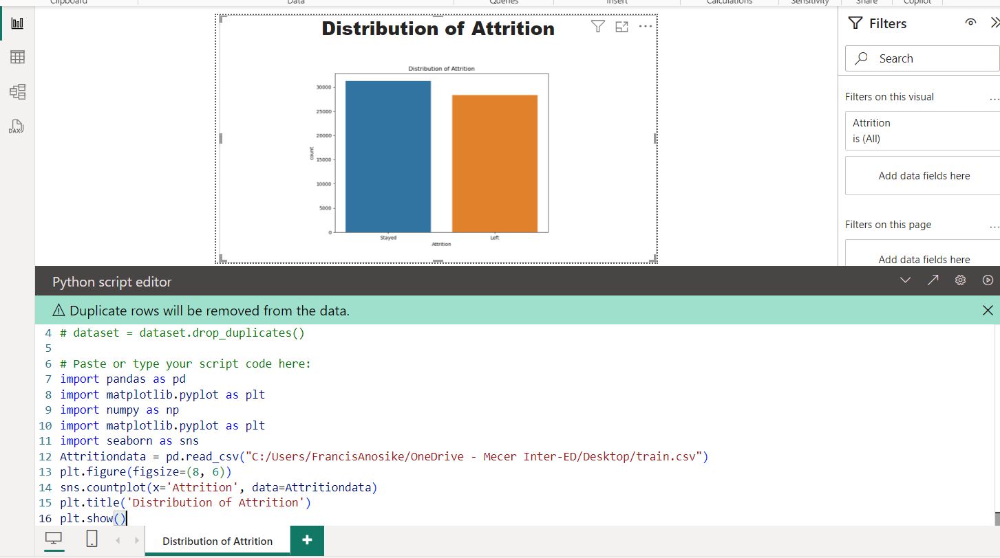 Clipboard
Data
Queries
Insert
Calculations
Sensitivity
Share
Copilot
Distribution of Attrition
Distribution of Attrition
30000
25000
20000
15000
10000
5000
0
count
Stayed
Left
Attrition
Filters
Search
Filters on this visual
...
Attrition
is (All)
Add data fields here
Filters on this page
...
Add data fields here
DAX
Python script editor
Duplicate rows will be removed from the data.
4 # dataset = dataset.drop_duplicates()
5
6 # Paste or type your script code here:
7 import pandas as pd
8 import matplotlib.pyplot as plt
9 import numpy as np
10 import matplotlib.pyplot as plt
11 import seaborn as sns
12 Attritiondata = pd.read_csv("C:/Users/FrancisAnosike/OneDrive - Mecer Inter-ED/Desktop/train.csv")
13 plt.figure(figsize=(8, 6))
14 sns.countplot(x='Attrition', data=Attritiondata)
15 plt.title('Distribution of Attrition')
16 plt.show()
Distribution of Attrition
+